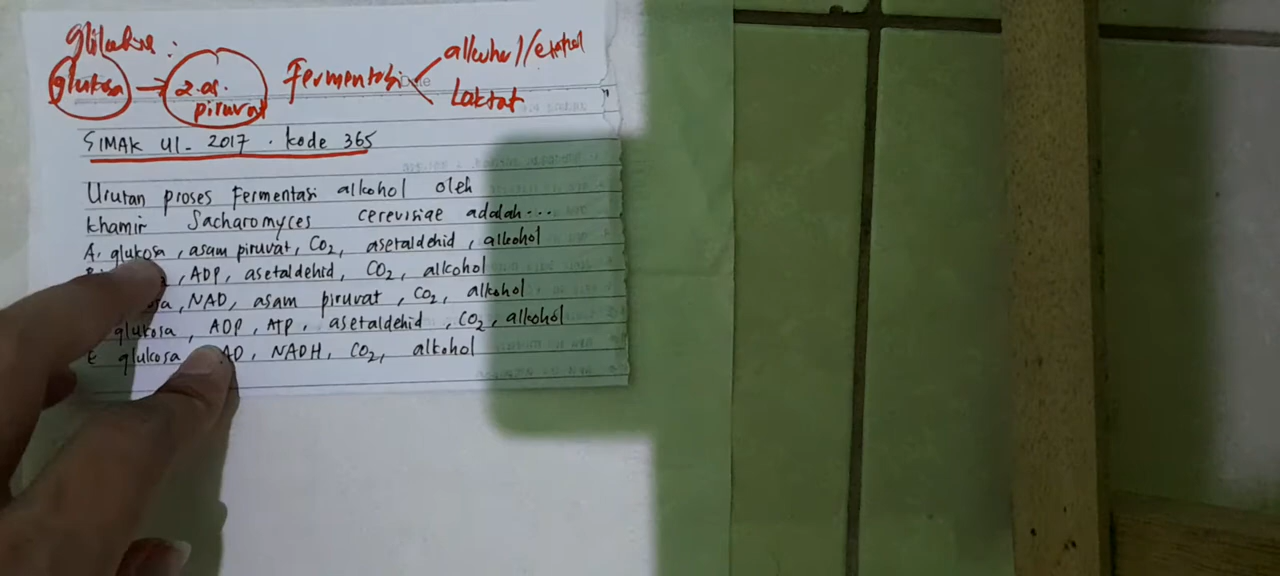 glilakse :
glukosa → 2.as. piruvat
Fermentasi
alkohol/etanol
Laktat
SIMAK UI - 2017 . kode 365
Urutan proses Fermentasi alkohol oleh
khamir Sacharomyces cerevisiae adalah...
A. glukosa, asam piruvat, CO2, asetaldehid, alkohol
, ADP, asetaldehid, CO2, alkohol
, NAD, asam piruvat, CO2, alkohol
glukosa, ADP, ATP, asetaldehid, CO2, alkohol
E glukosa AD, NADH, CO2, alkohol